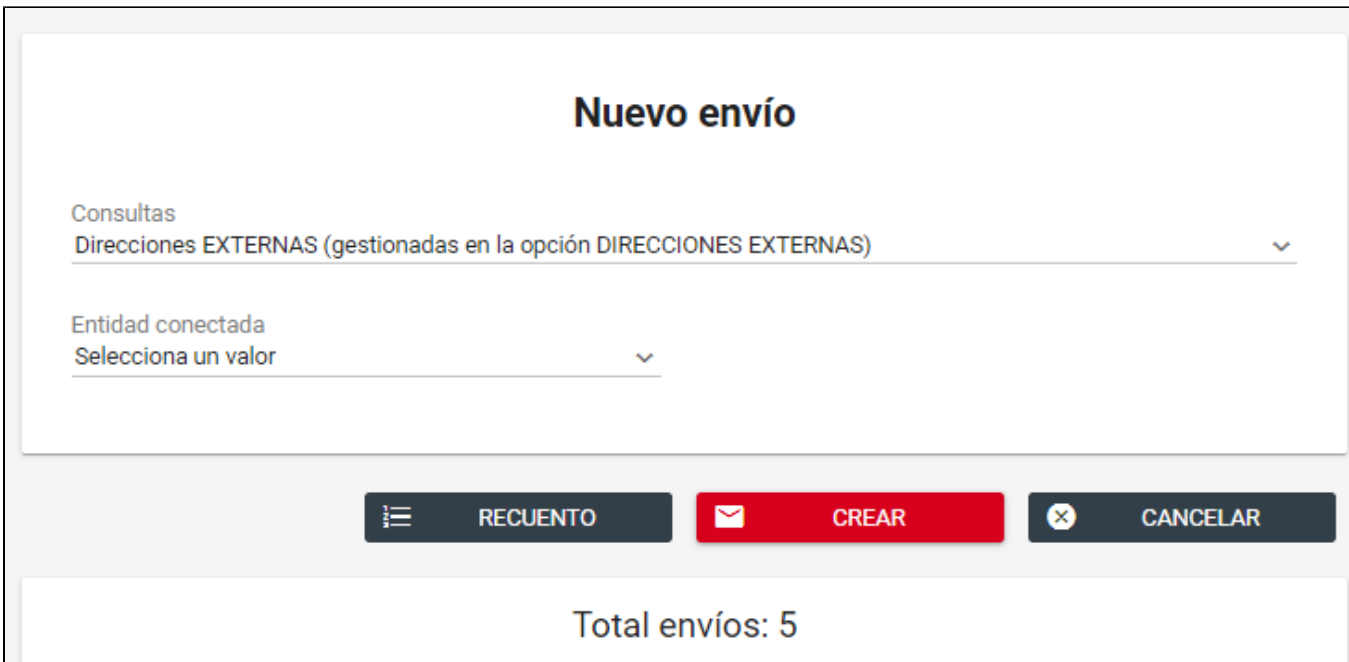 Nuevo envío
Consultas
Direcciones EXTERNAS (gestionadas en la opción DIRECCIONES EXTERNAS)
Entidad conectada
Selecciona un valor
RECUENTO CREAR CANCELAR
Total envíos: 5